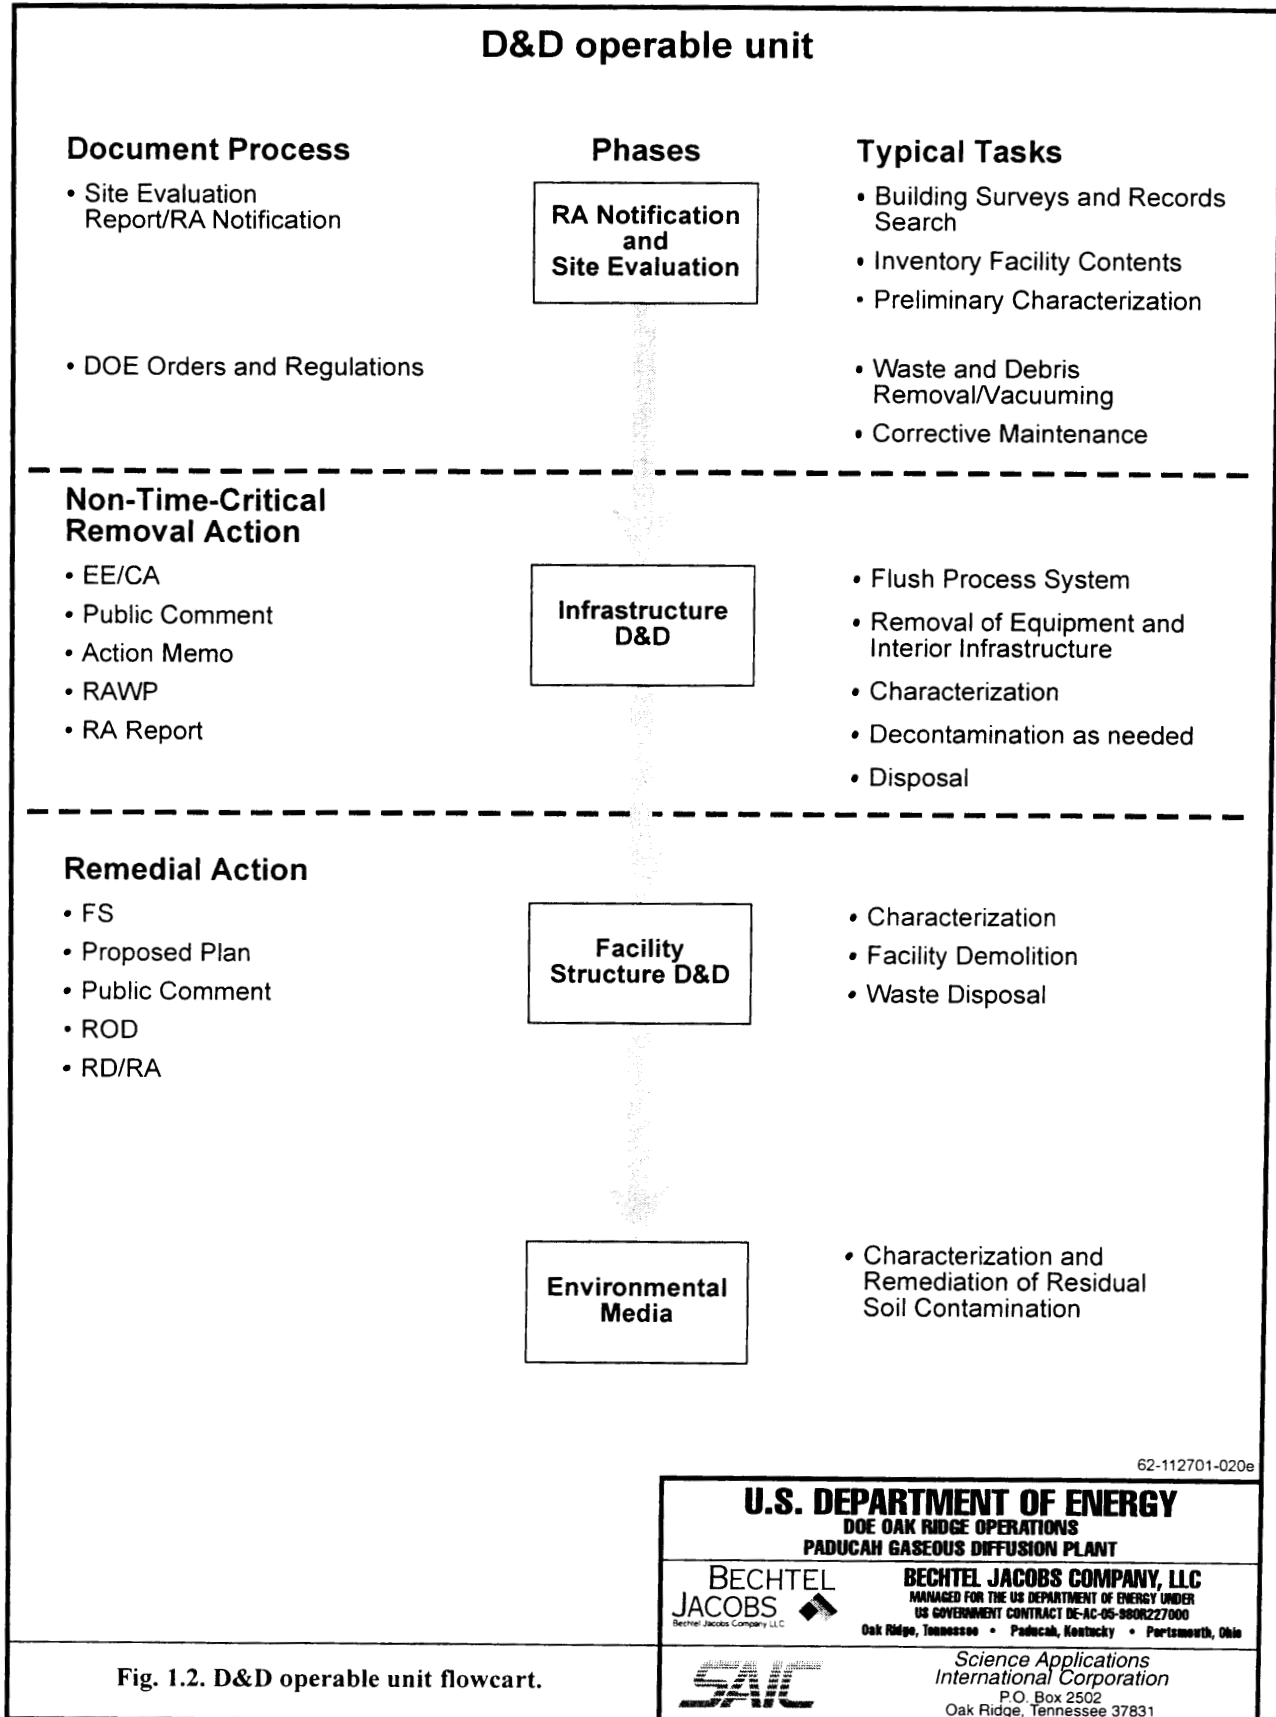 D&D operable unit
Document Process
• Site Evaluation
Report/RA Notification
• DOE Orders and Regulations
Phases
RA Notification
and
Site Evaluation
Typical Tasks
• Building Surveys and Records
Search
• Inventory Facility Contents
• Preliminary Characterization
• Waste and Debris
Removal/Vacuuming
• Corrective Maintenance
Non-Time-Critical
Removal Action
• EE/CA
• Public Comment
• Action Memo
• RAWP
• RA Report
Infrastructure
D&D
• Flush Process System
• Removal of Equipment and
Interior Infrastructure
• Characterization
• Decontamination as needed
• Disposal
Remedial Action
• FS
• Proposed Plan
• Public Comment
• ROD
• RD/RA
Facility
Structure D&D
• Characterization
• Facility Demolition
• Waste Disposal
Environmental
Media
• Characterization and
Remediation of Residual
Soil Contamination
62-112701-020e
U.S. DEPARTMENT OF ENERGY
DOE OAK RIDGE OPERATIONS
PADUCAH GASEOUS DIFFUSION PLANT
BECHTEL
JACOBS
Bechtel Jacobs Company LLC
BECHTEL JACOBS COMPANY, LLC
MANAGED FOR THE US DEPARTMENT OF ENERGY UNDER
US GOVERNMENT CONTRACT DE-AC-05-98OR227000
Oak Ridge, Tennessee • Paducah, Kentucky • Portsmouth, Ohio
Fig. 1.2. D&D operable unit flowcart.
SAIC
Science Applications
International Corporation
P.O. Box 2502
Oak Ridge, Tennessee 37831